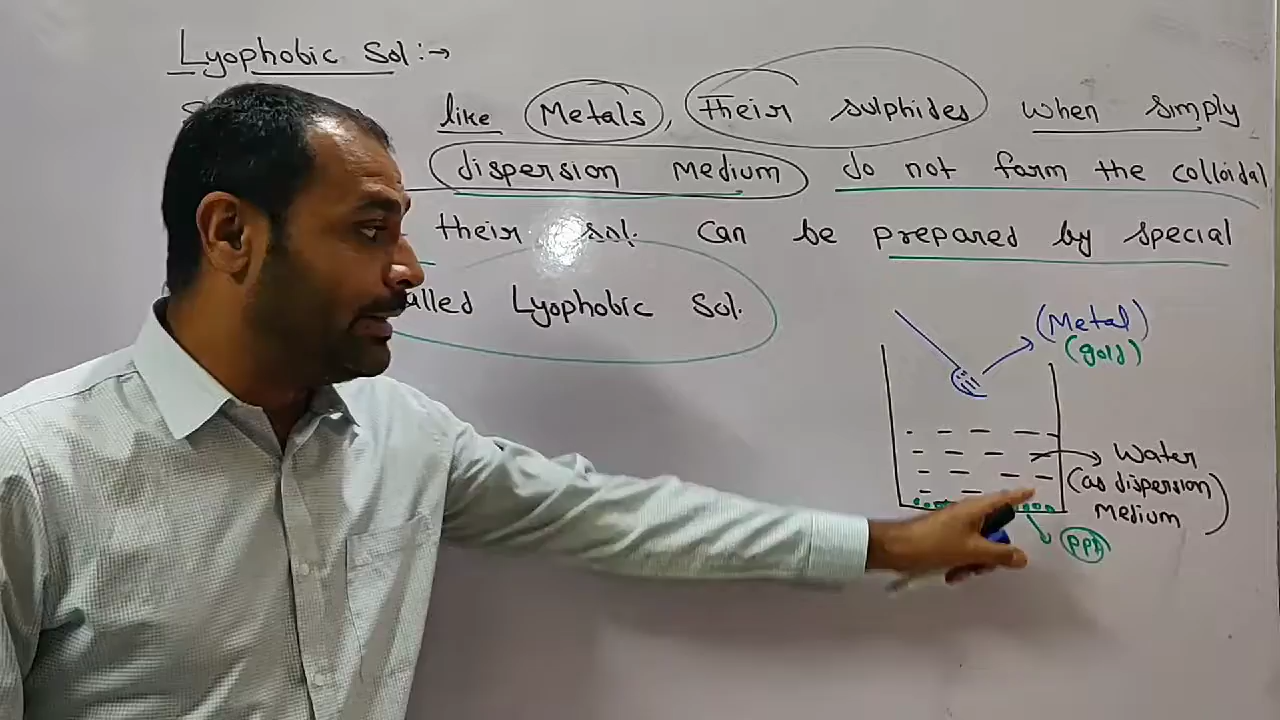 Lyophobic Sol:→
like Metals, Their sulphides when simply
dispersion Medium do not form the colloidal
their sol. Can be prepared by special
alled Lyophobic Sol.
(Metal)
(gold)
Water
(as dispersion
Medium)
ppt